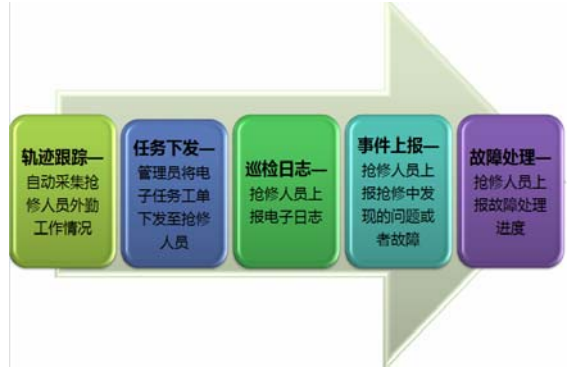 轨迹跟踪—
自动采集抢
修人员外勤
工作情况
任务下发—
管理员将电
子任务工单
下发至抢修
人员
巡检日志—
抢修人员上
报电子日志
事件上报—
抢修人员上
报抢修中发
现的问题或
者故障
故障处理—
抢修人员上
报故障处理
进度